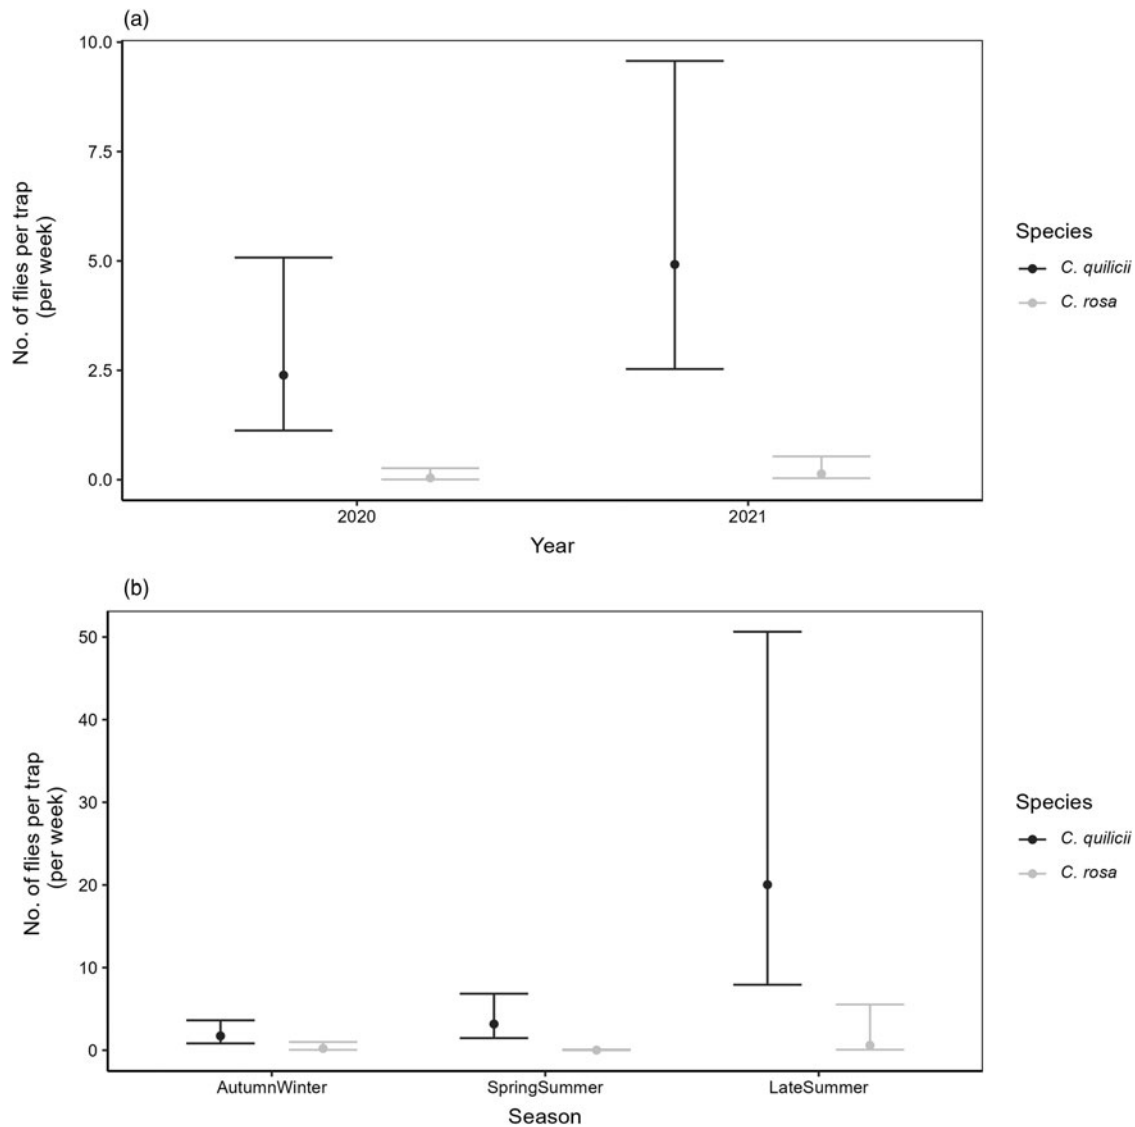 (a)
No. of flies per trap
(per week)
10.0
7.5
5.0
2.5
0.0
2020
2021
Year
Species
C. quilicii
C. rosa
(b)
No. of flies per trap
(per week)
50
40
30
20
10
0
AutumnWinter
SpringSummer
LateSummer
Season
Species
C. quilicii
C. rosa